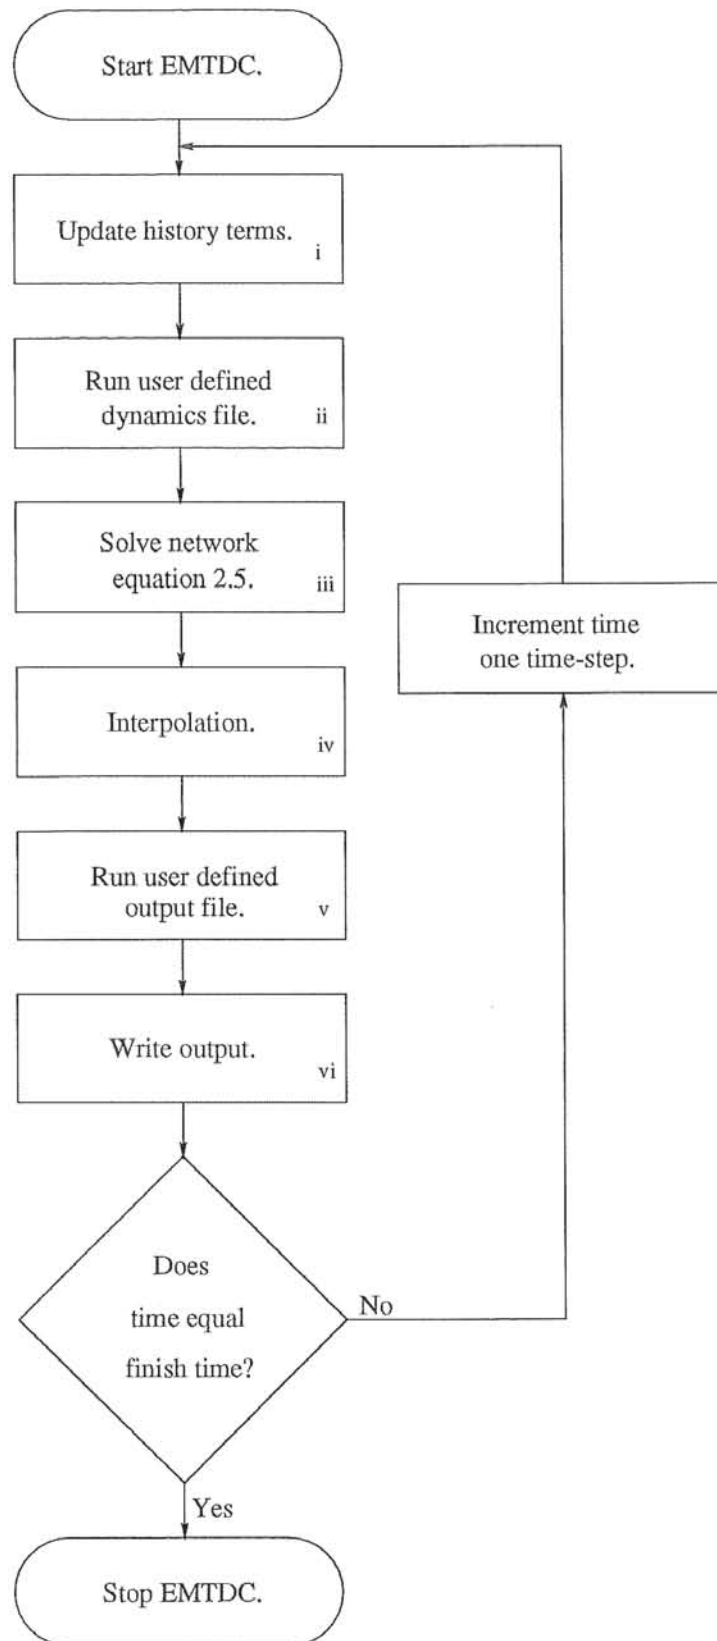 Start EMTDC.
Update history terms.
i
Run user defined
dynamics file.
ii
Solve network
equation 2.5.
iii
Increment time
one time-step.
Interpolation.
iv
Run user defined
output file.
v
Write output.
vi
Does
time equal
finish time?
No
Yes
Stop EMTDC.